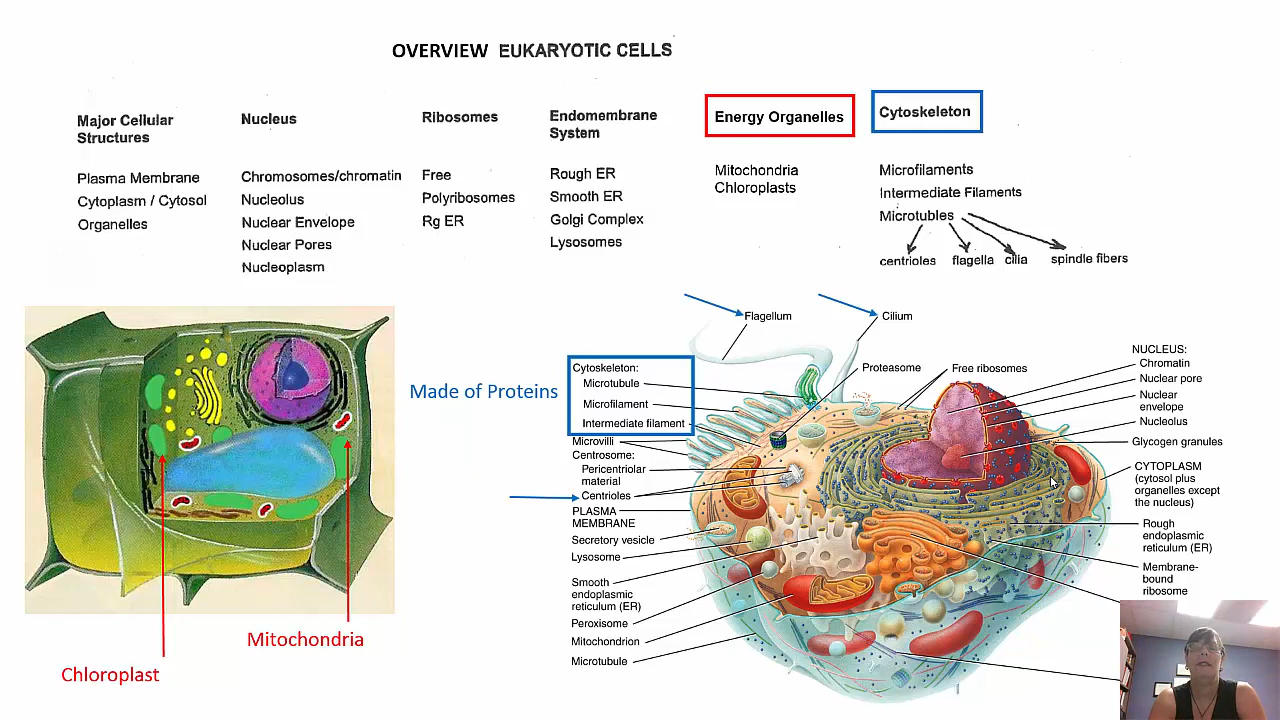 OVERVIEW EUKARYOTIC CELLS
Major Cellular
Structures
Plasma Membrane
Cytoplasm / Cytosol
Organelles
Nucleus
Chromosomes/chromatin
Nucleolus
Nuclear Envelope
Nuclear Pores
Nucleoplasm
Ribosomes
Free
Polyribosomes
Rg ER
Endomembrane
System
Rough ER
Smooth ER
Golgi Complex
Lysosomes
Energy Organelles
Mitochondria
Chloroplasts
Cytoskeleton
Microfilaments
Intermediate Filaments
Microtubles
centrioles flagella cilia spindle fibers
Chloroplast
Mitochondria
Made of Proteins
Flagellum
Cilium
Proteasome
Free ribosomes
Cytoskeleton:
Microtubule
Microfilament
Intermediate filament
Microvilli
Centrosome:
Pericentriolar
material
Centrioles
PLASMA
MEMBRANE
Secretory vesicle
Lysosome
Smooth
endoplasmic
reticulum (ER)
Peroxisome
Mitochondrion
Microtubule
NUCLEUS:
Chromatin
Nuclear pore
Nuclear
envelope
Nucleolus
Glycogen granules
CYTOPLASM
(cytosol plus
organelles except
the nucleus)
Rough
endoplasmic
reticulum (ER)
Membrane-
bound
ribosome